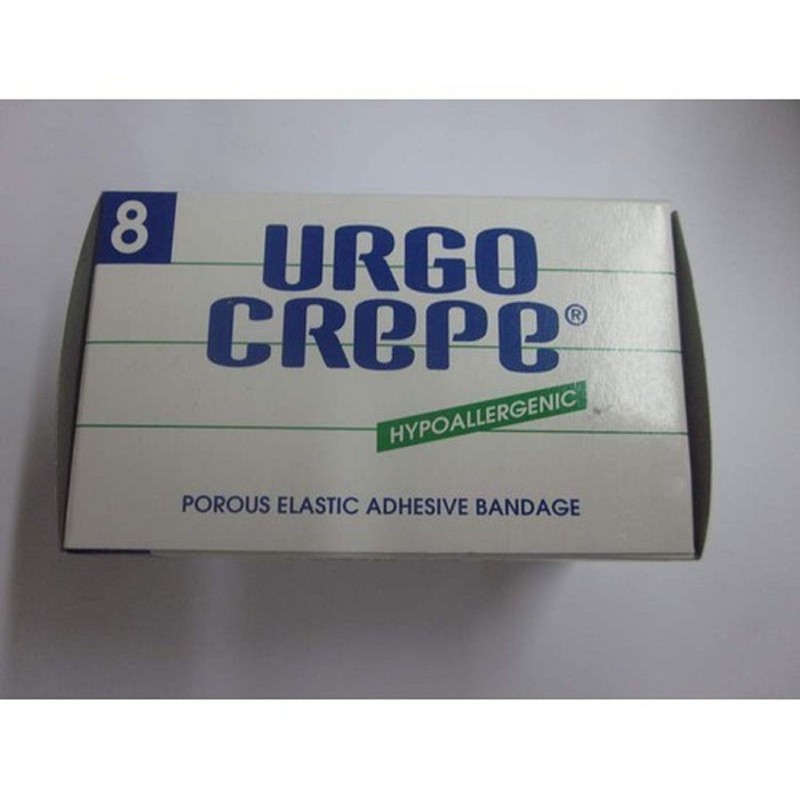 8
URGO
CREPE®
HYPOALLERGENIC
POROUS ELASTIC ADHESIVE BANDAGE